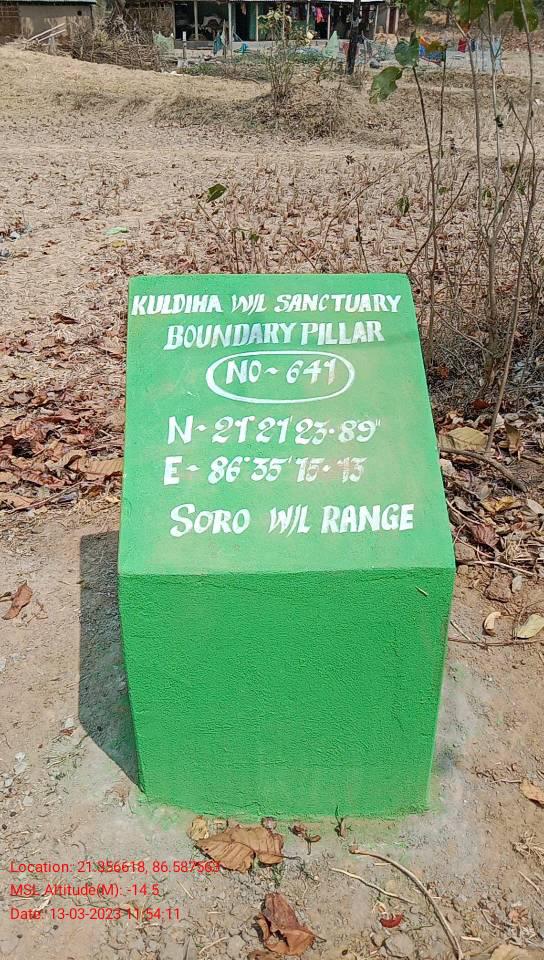 KULDIHA W/L SANCTUARY
BOUNDARY PILLAR
NO~ 641
N~ 21°21'23.89"
E~ 86°35'15~13
SORO W/L RANGE
Location: 21.356618, 86.587563
MSL Altitude(M): -14.5
Date: 13-03-2023 11:54:11